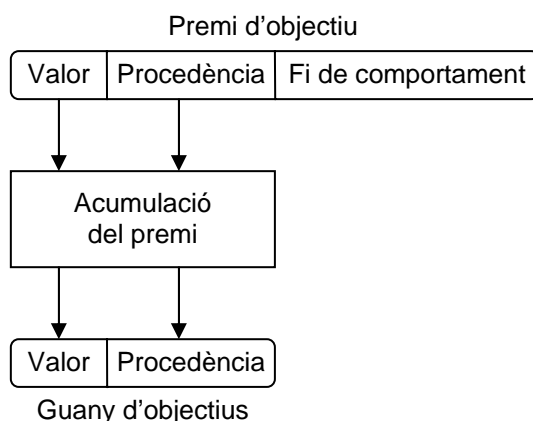 Premi d'objectiu
Valor Procedència Fi de comportament
Acumulació
del premi
Valor Procedència
Guany d'objectius